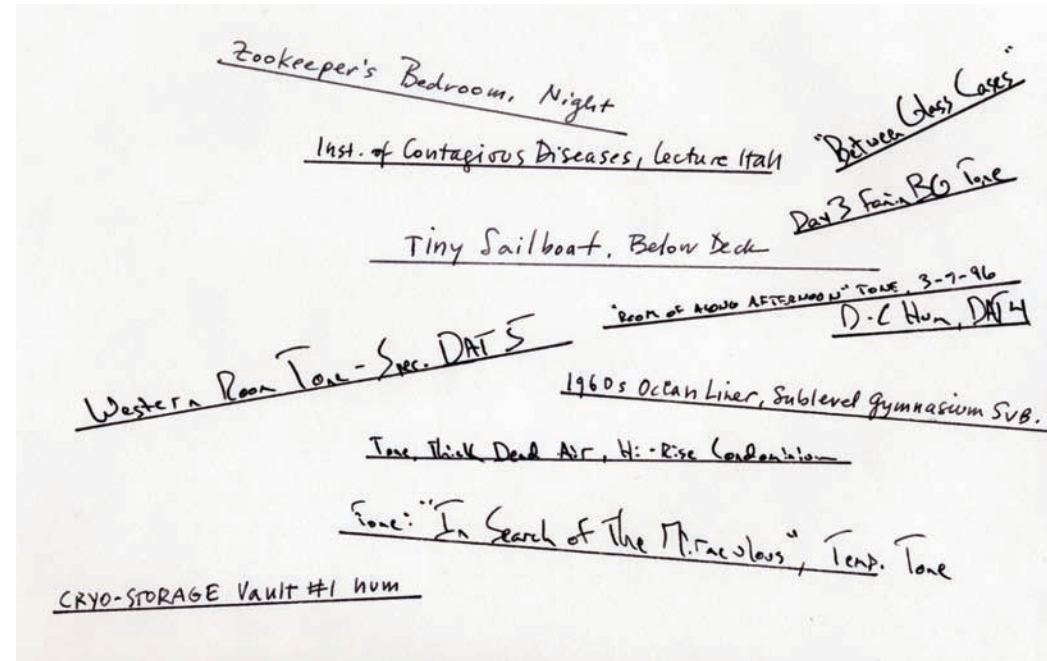 Zookeeper's Bedroom, Night
"Between Glass Cases"
Inst. of Contagious Diseases, Lecture Hall
Day 3 BG Tone
Tiny Sailboat, Below Deck
"ROOM OF ALONG AFTERNOON" TONE, 3-7-96
D-C Hum, DAT 4
Western Room Tone - Spec. DAT 5
1960s Ocean Liner, Sublevel gymnasium SUB.
Tone, Thick Dead Air, Hi-Rise Condominium
Tone: "In Search of The Miraculous", Temp. Tone
CRYO-STORAGE Vault #1 hum